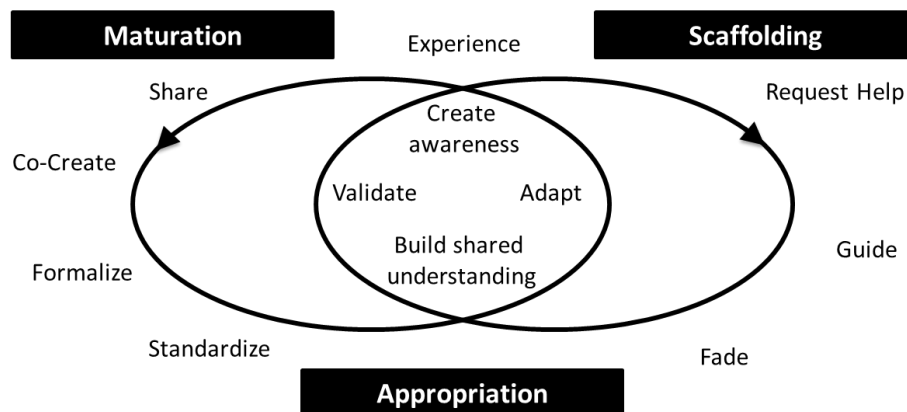 Maturation
Experience
Scaffolding
Share
Request Help
Create
awareness
Co-Create
Validate
Adapt
Build shared
understanding
Guide
Formalize
Standardize
Fade
Appropriation